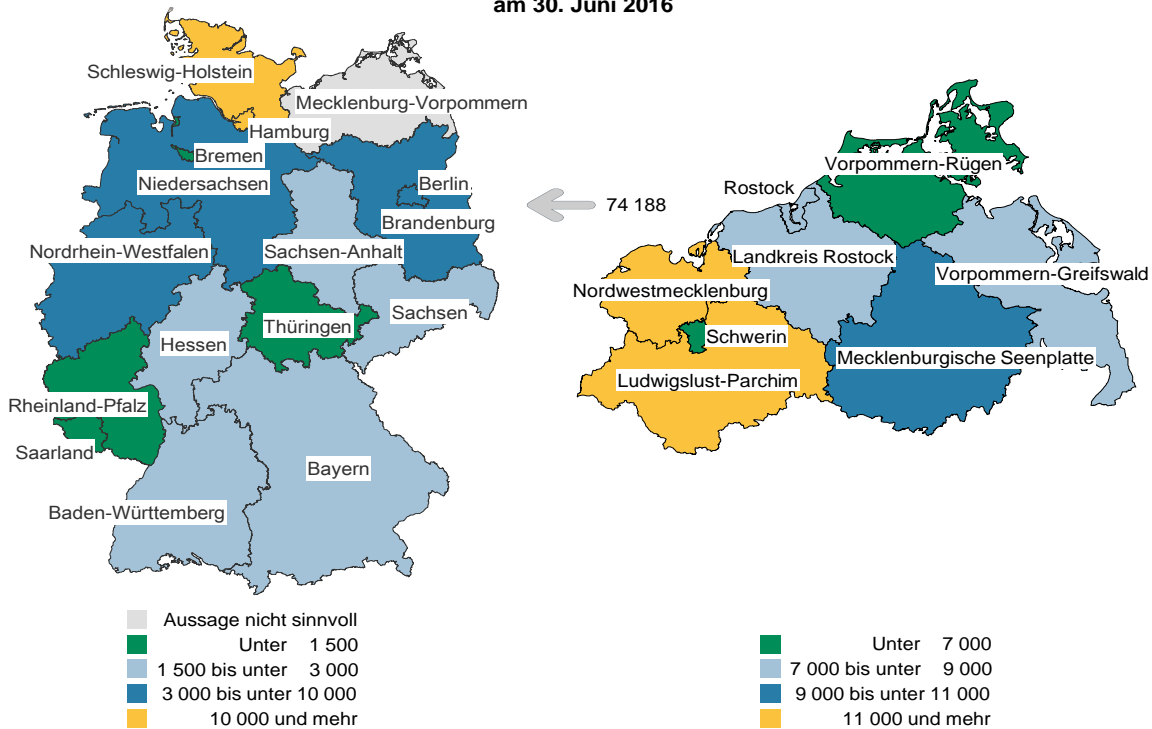 am 30. Juni 2016
Schleswig-Holstein
Mecklenburg-Vorpommern
Hamburg
Bremen
Niedersachsen
Berlin
Brandenburg
Nordrhein-Westfalen
Sachsen-Anhalt
Sachsen
Thüringen
Hessen
Rheinland-Pfalz
Saarland
Bayern
Baden-Württemberg
74 188
Vorpommern-Rügen
Rostock
Landkreis Rostock
Vorpommern-Greifswald
Nordwestmecklenburg
Schwerin
Mecklenburgische Seenplatte
Ludwigslust-Parchim
Aussage nicht sinnvoll
Unter 1 500
1 500 bis unter 3 000
3 000 bis unter 10 000
10 000 und mehr
Unter 7 000
7 000 bis unter 9 000
9 000 bis unter 11 000
11 000 und mehr